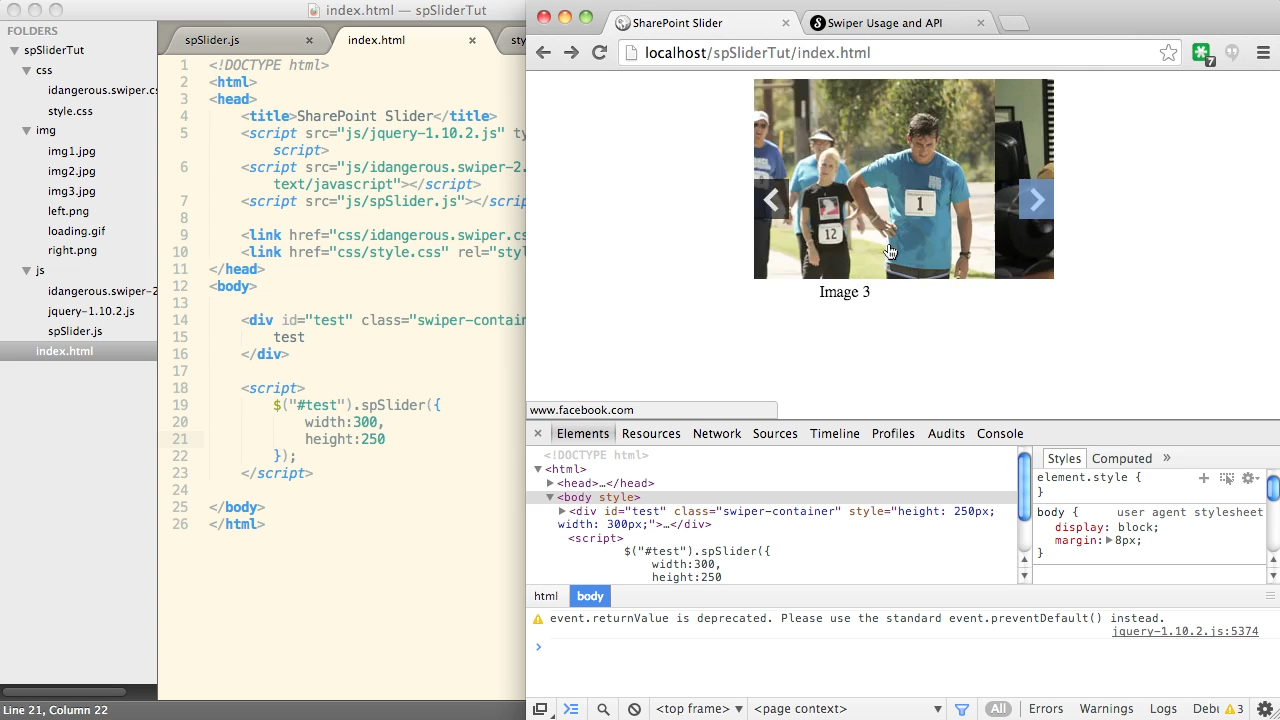 index.html — spSliderTut
FOLDERS
spSliderTut
css
idangerous.swiper.cs
style.css
img
img1.jpg
img2.jpg
img3.jpg
left.png
loading.gif
right.png
js
idangerous.swiper-2
jquery-1.10.2.js
spSlider.js
index.html
spSlider.js
index.html
sty
1 <!DOCTYPE html>
2 <html>
3 <head>
4 <title>SharePoint Slider</title>
5 <script src="js/jquery-1.10.2.js" ty
script>
6 <script src="js/idangerous.swiper-2.
text/javascript"></script>
7 <script src="js/spSlider.js"></scrip
8
9 <link href="css/idangerous.swiper.cs
10 <link href="css/style.css" rel="styl
11 </head>
12 <body>
13
14 <div id="test" class="swiper-contain
15 test
16 </div>
17
18 <script>
19 $("#test").spSlider({
20 width:300,
21 height:250
22 });
23 </script>
24
25 </body>
26 </html>
Line 21, Column 22
SharePoint Slider
Swiper Usage and API
localhost/spSliderTut/index.html
7
12
1
Image 3
www.facebook.com
Elements Resources Network Sources Timeline Profiles Audits Console
<!DOCTYPE html>
<html>
<head>…</head>
<body style>
<div id="test" class="swiper-container" style="height: 250px;
width: 300px;">…</div>
<script>
$("#test").spSlider({
width:300,
height:250
Styles Computed »
element.style {
}
body { user agent stylesheet
display: block;
margin: 8px;
}
html body
event.returnValue is deprecated. Please use the standard event.preventDefault() instead.
jquery-1.10.2.js:5374
<top frame> <page context> All Errors Warnings Logs Debu 3